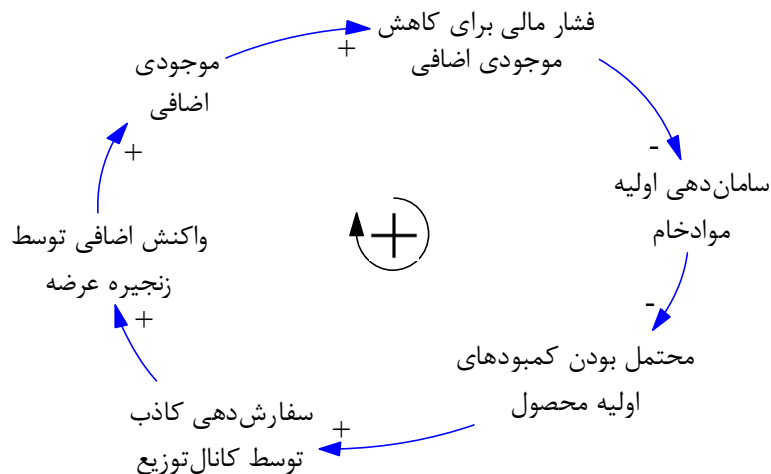 فشار مالی برای کاهش
موجودی اضافی
-
سامان‌دهی اولیه
موادخام
-
محتمل بودن کمبودهای
اولیه محصول
+
سفارش‌دهی کاذب
توسط کانال‌توزیع
+
واکنش اضافی توسط
زنجیره عرضه
+
موجودی
اضافی
+
+